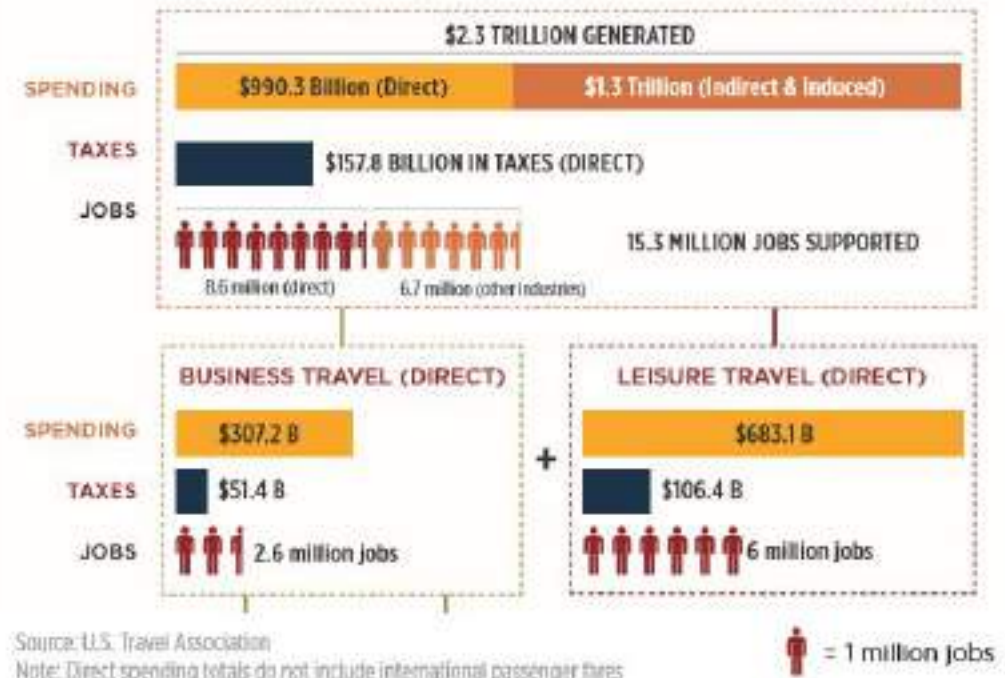 $2.3 TRILLION GENERATED
SPENDING
$990.3 Billion (Direct)
$1.3 Trillion (Indirect & Induced)
TAXES
$157.8 BILLION IN TAXES (DIRECT)
JOBS
15.3 MILLION JOBS SUPPORTED
8.6 million (direct)
6.7 million (other industries)
BUSINESS TRAVEL (DIRECT)
SPENDING
$307.2 B
TAXES
$51.4 B
JOBS
2.6 million jobs
+
LEISURE TRAVEL (DIRECT)
$683.1 B
$106.4 B
6 million jobs
Source: U.S. Travel Association
Note: Direct spending totals do not include international passenger fares
= 1 million jobs